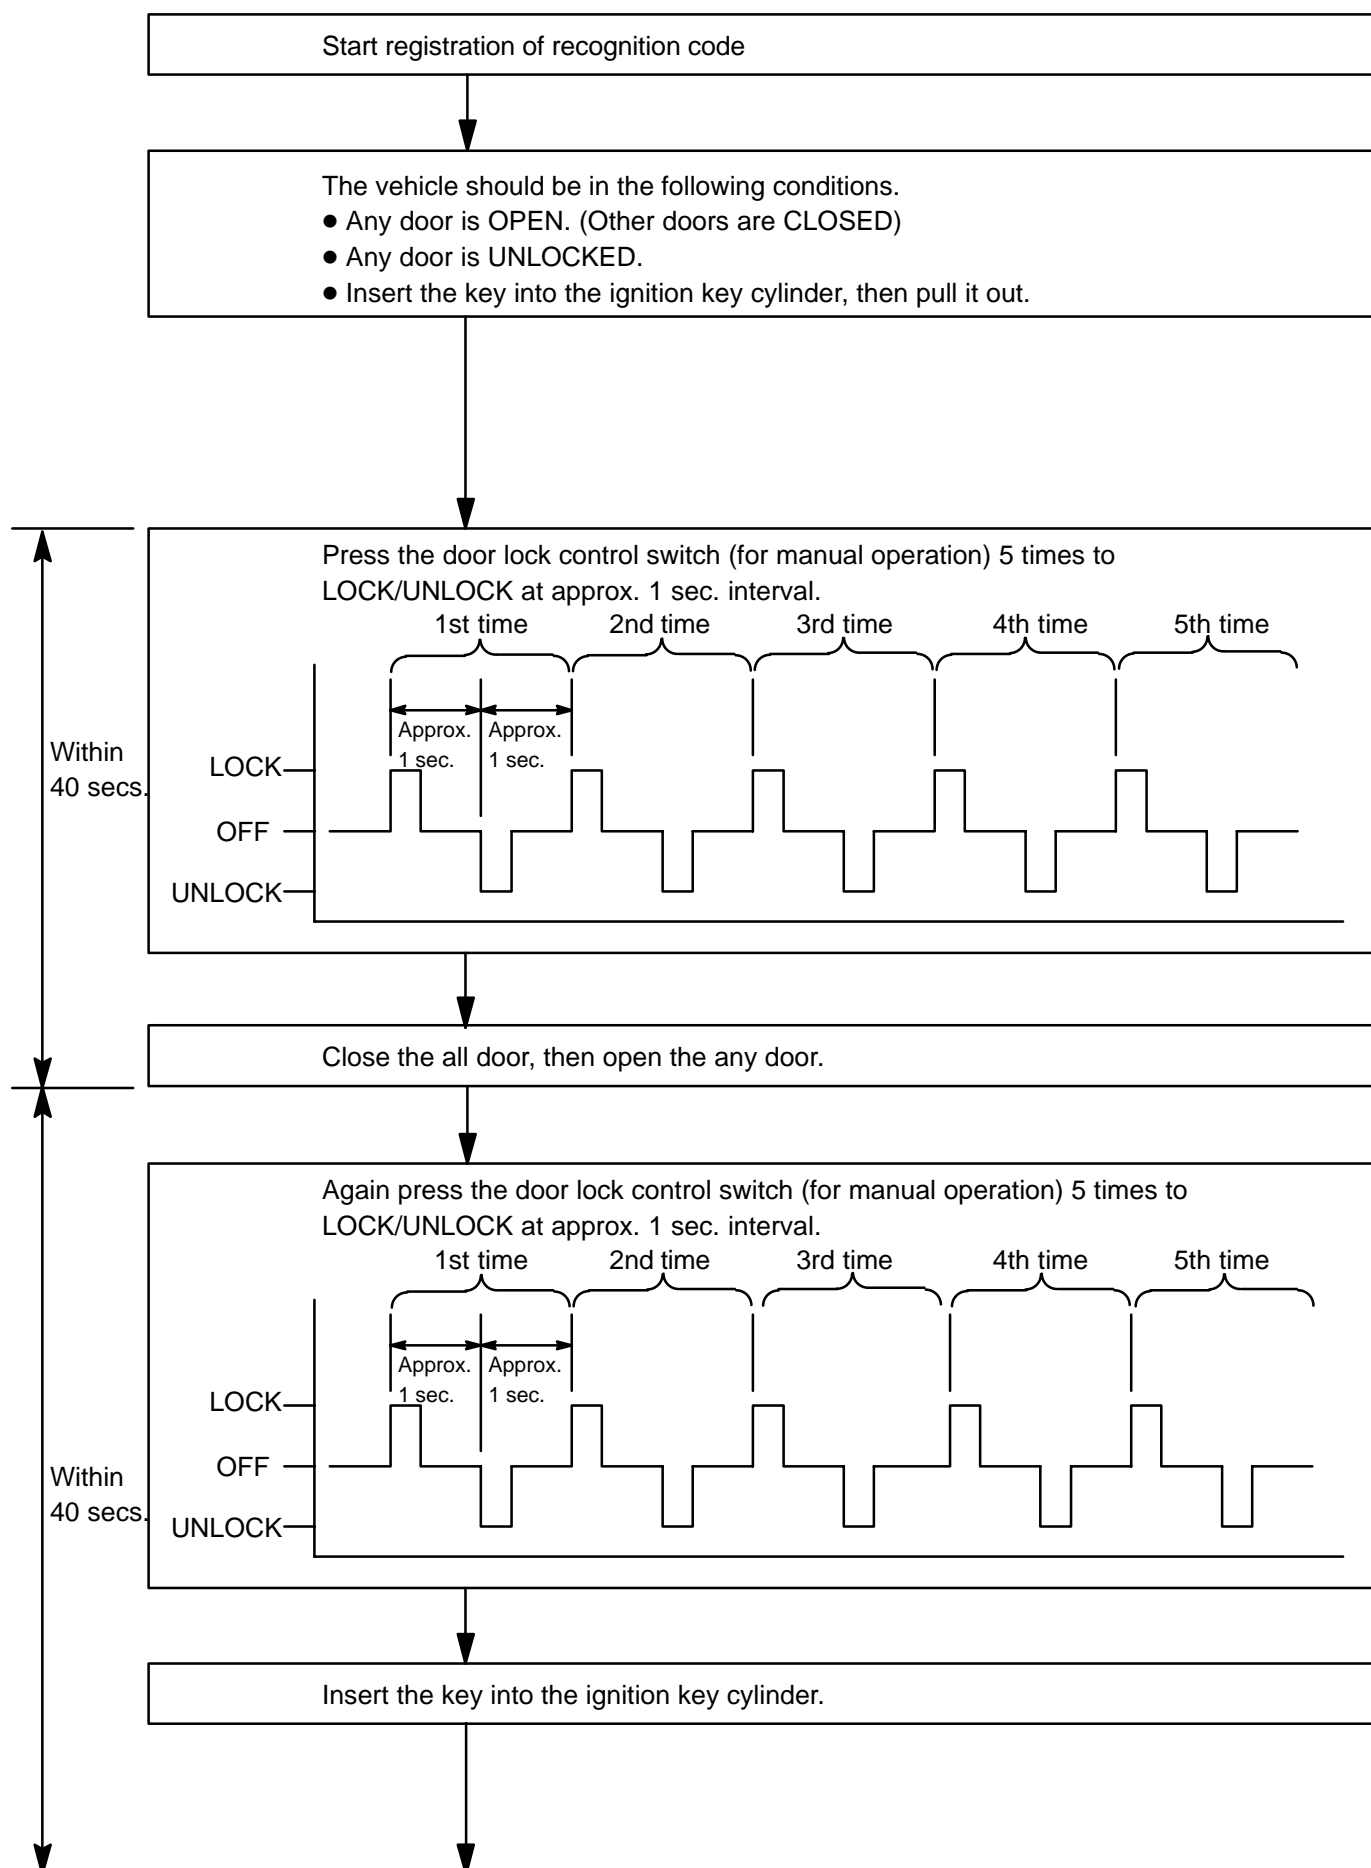 Start registration of recognition code
The vehicle should be in the following conditions.
● Any door is OPEN. (Other doors are CLOSED)
● Any door is UNLOCKED.
● Insert the key into the ignition key cylinder, then pull it out.
Press the door lock control switch (for manual operation) 5 times to
LOCK/UNLOCK at approx. 1 sec. interval.
1st time 2nd time 3rd time 4th time 5th time
Approx. Approx.
1 sec. 1 sec.
Within
40 secs.
LOCK
OFF
UNLOCK
Close the all door, then open the any door.
Again press the door lock control switch (for manual operation) 5 times to
LOCK/UNLOCK at approx. 1 sec. interval.
1st time 2nd time 3rd time 4th time 5th time
Approx. Approx.
1 sec. 1 sec.
LOCK
OFF
Within
40 secs.
UNLOCK
Insert the key into the ignition key cylinder.